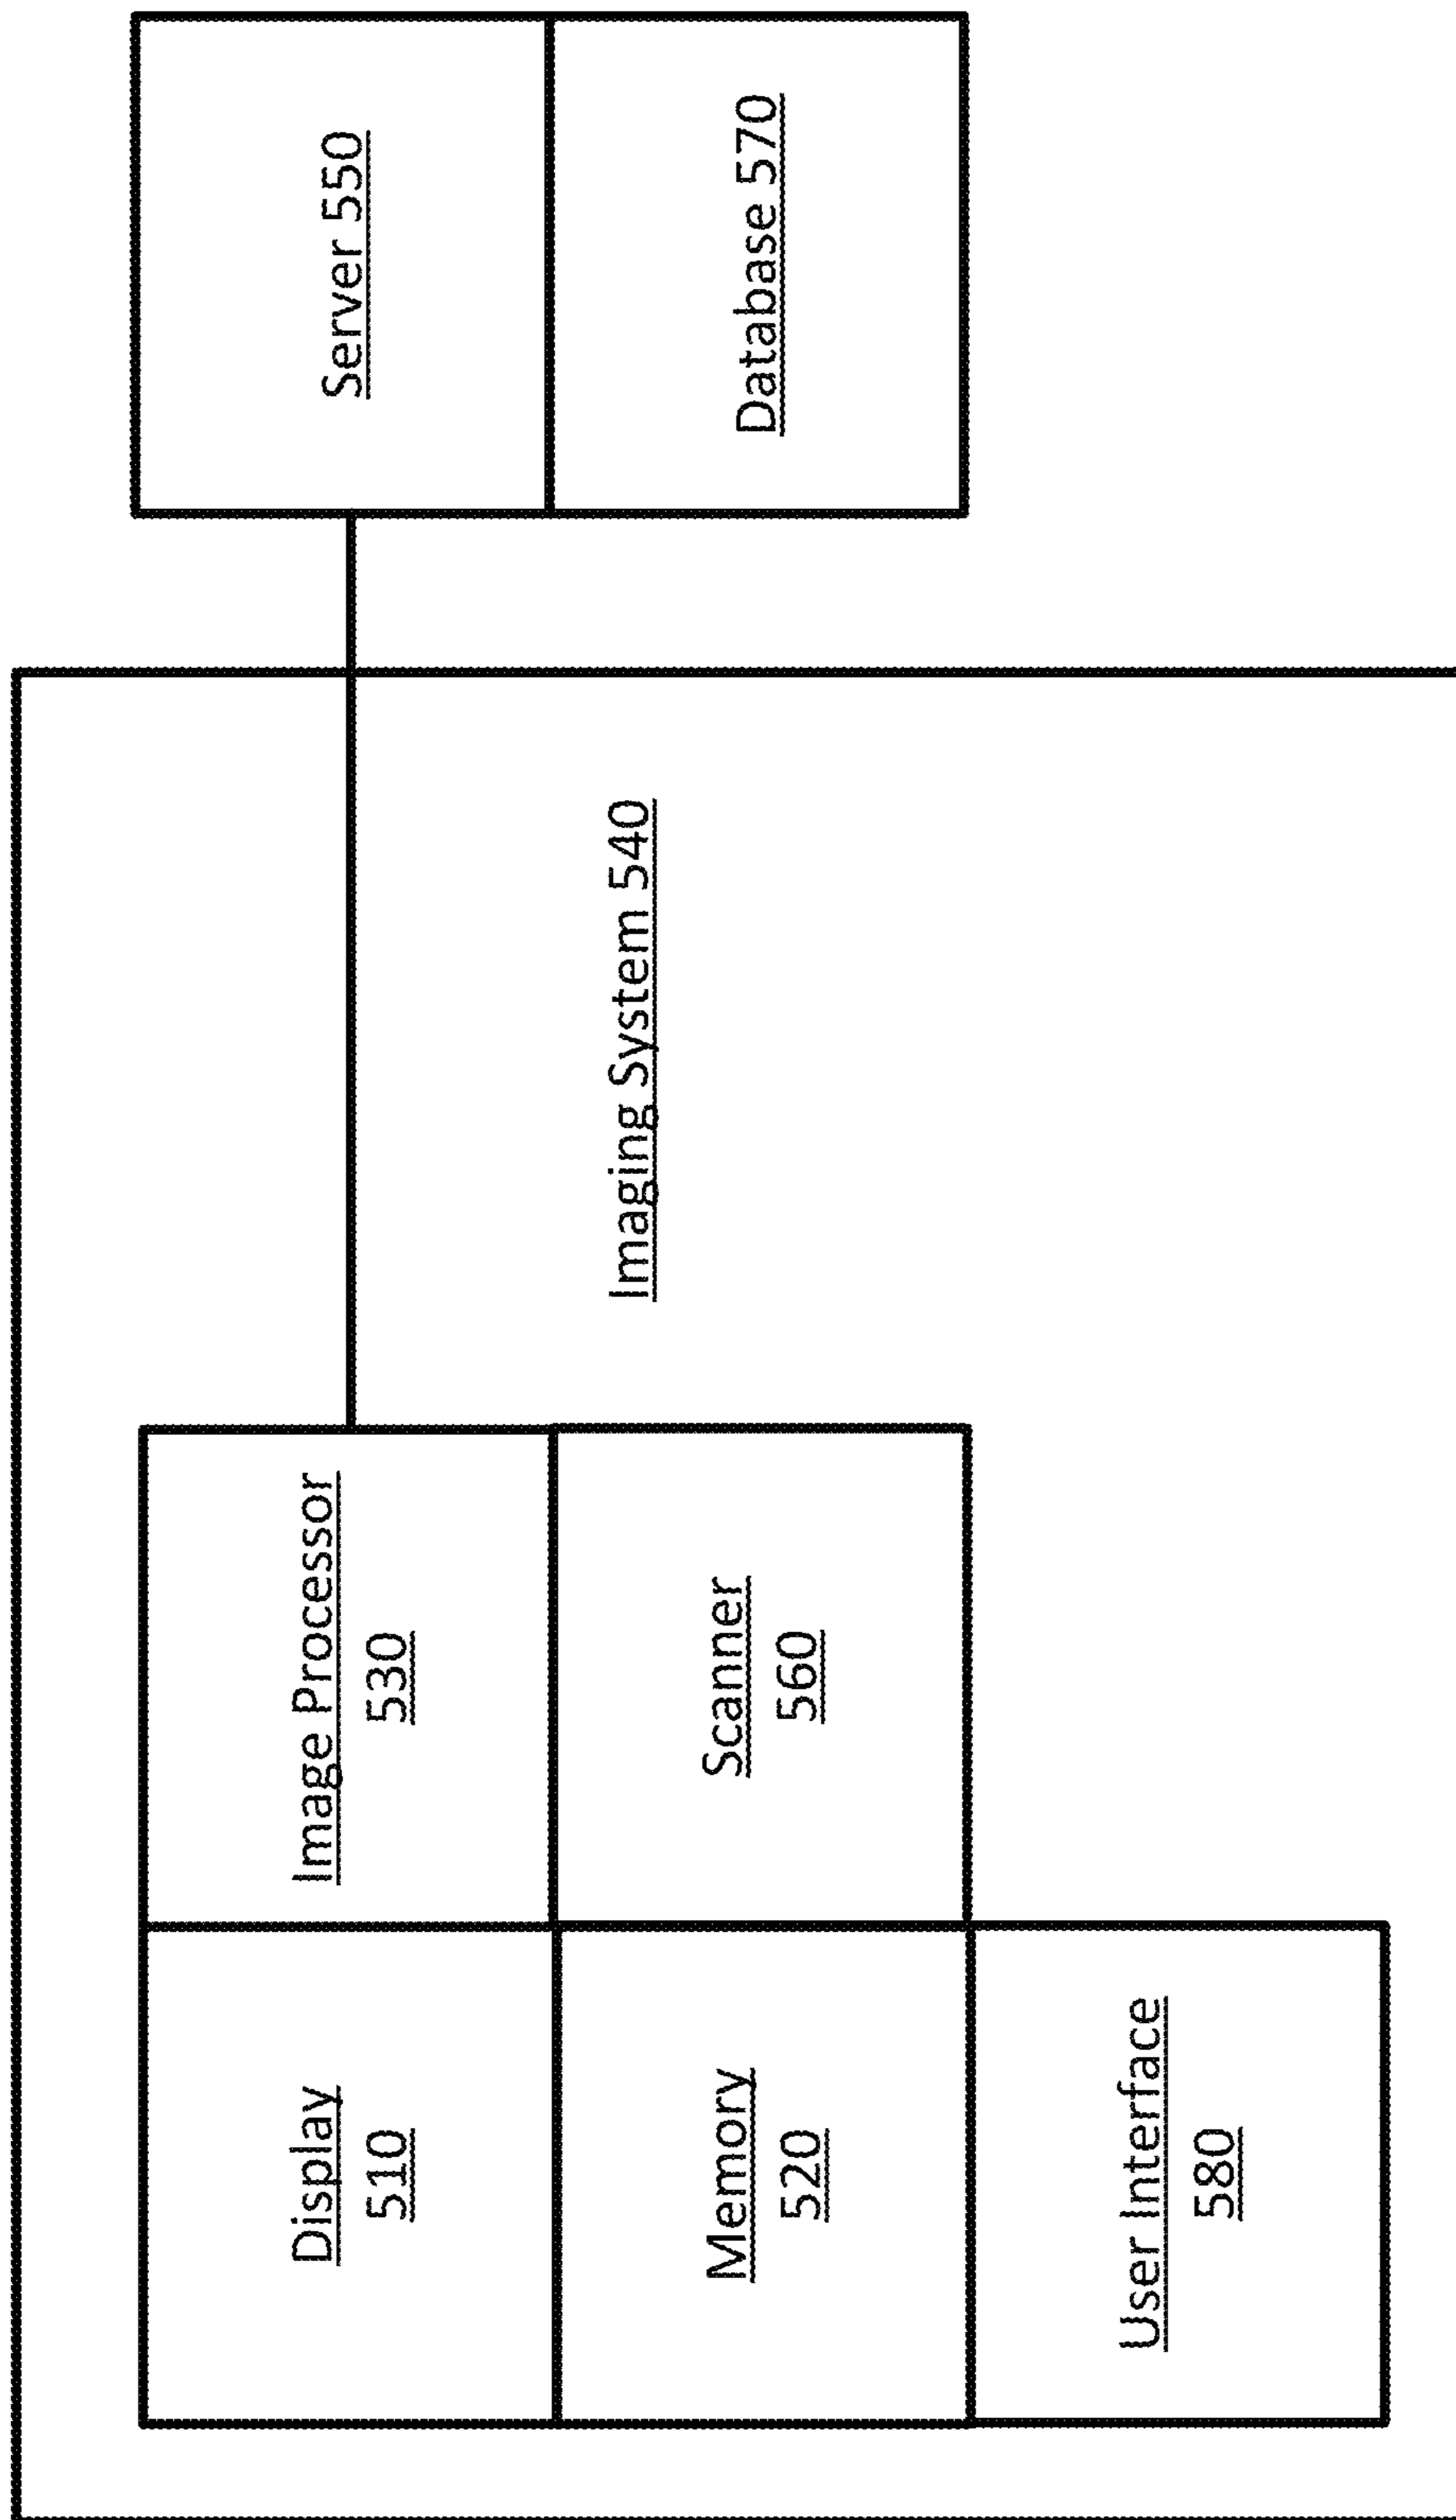 Display
510
Image Processor
530
Server 550
Memory
520
Scanner
560
Imaging System 540
Database 570
User Interface
580